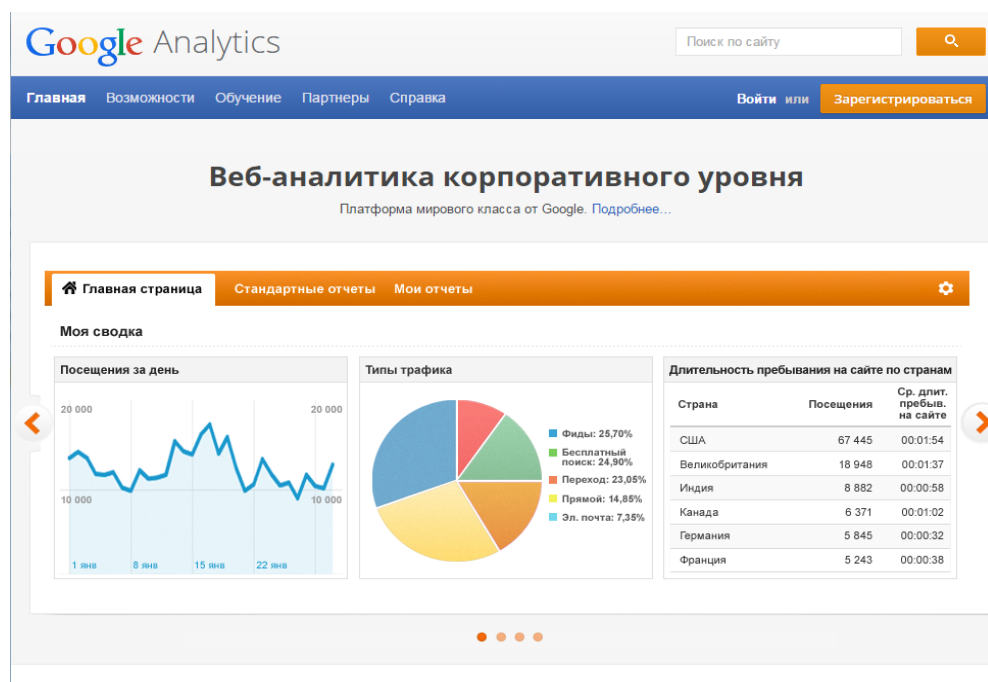 Google Analytics
Поиск по сайту
Главная Возможности Обучение Партнеры Справка
Войти или Зарегистрироваться
Веб-аналитика корпоративного уровня
Платформа мирового класса от Google. Подробнее...
Главная страница Стандартные отчеты Мои отчеты
Моя сводка
Посещения за день
20 000 20 000
10 000 10 000
1 янв 8 янв 15 янв 22 янв
Типы трафика
Фиды: 25,70%
Бесплатный
поиск: 24,90%
Переход: 23,05%
Прямой: 14,85%
Эл. почта: 7,35%
Длительность пребывания на сайте по странам
Страна Посещения Ср. длит.
пребыв.
на сайте
США 67 445 00:01:54
Великобритания 18 948 00:01:37
Индия 8 882 00:00:58
Канада 6 371 00:01:02
Германия 5 845 00:00:32
Франция 5 243 00:00:38